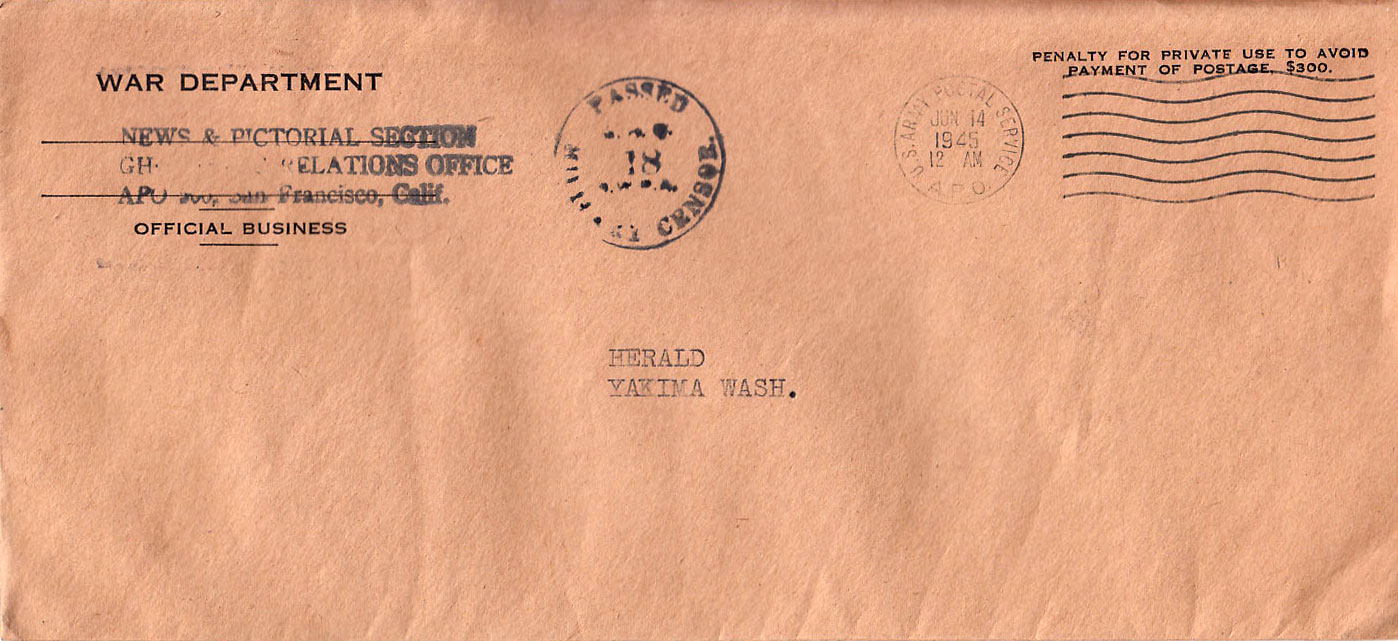 WAR DEPARTMENT
NEWS & PICTORIAL SECTION
RELATIONS OFFICE
APO San Francisco, Calif.
OFFICIAL BUSINESS
PASSED
CENSOR.
U.S. ARMY POSTAL SERVICE
JUN 14
1945
12 AM
A.P.O.
PENALTY FOR PRIVATE USE TO AVOID
PAYMENT OF POSTAGE, $300.
HERALD
YAKIMA WASH.